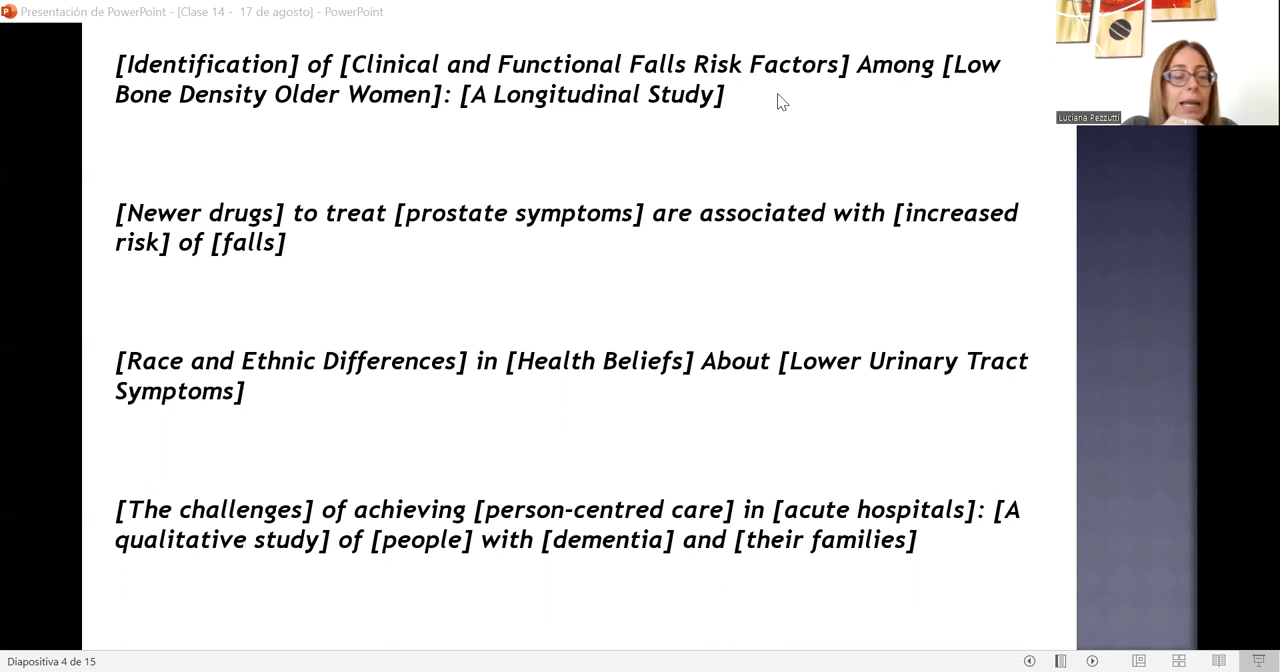 Presentación de PowerPoint - [Clase 14 - 17 de agosto] - PowerPoint
[Identification] of [Clinical and Functional Falls Risk Factors] Among [Low
Bone Density Older Women]: [A Longitudinal Study]
Luciana Pezzutti
[Newer drugs] to treat [prostate symptoms] are associated with [increased
risk] of [falls]
[Race and Ethnic Differences] in [Health Beliefs] About [Lower Urinary Tract
Symptoms]
[The challenges] of achieving [person-centred care] in [acute hospitals]: [A
qualitative study] of [people] with [dementia] and [their families]
Diapositiva 4 de 15